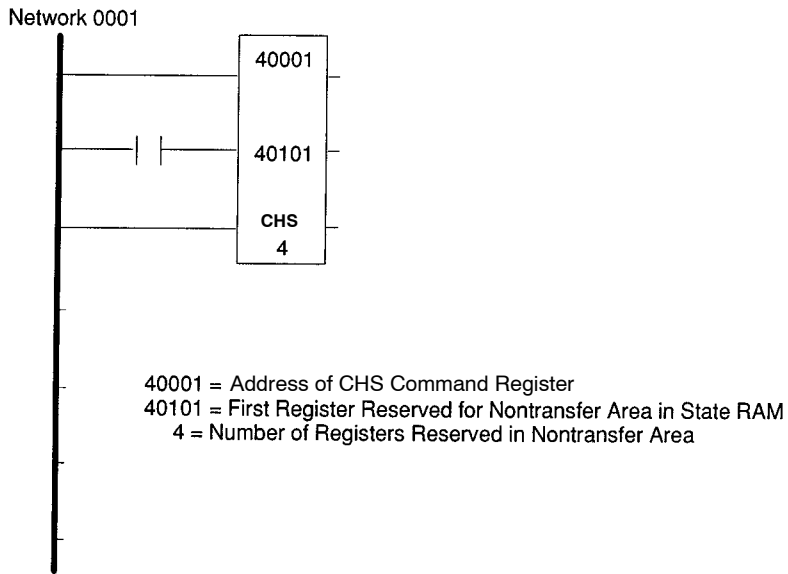 Network 0001
40001
40101
CHS
4
40001 = Address of CHS Command Register
40101 = First Register Reserved for Nontransfer Area in State RAM
4 = Number of Registers Reserved in Nontransfer Area